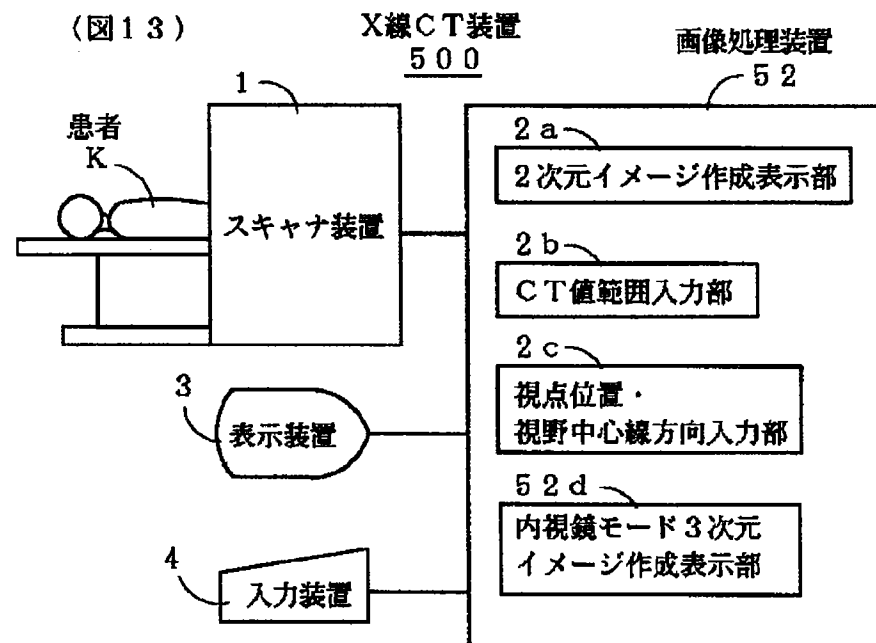 (図13)
X線CT装置
500
画像処理装置
52
1
患者
K
スキャナ装置
2a
2次元イメージ作成表示部
2b
CT値範囲入力部
2c
視点位置・
視野中心線方向入力部
3
表示装置
52d
内視鏡モード3次元
イメージ作成表示部
4
入力装置